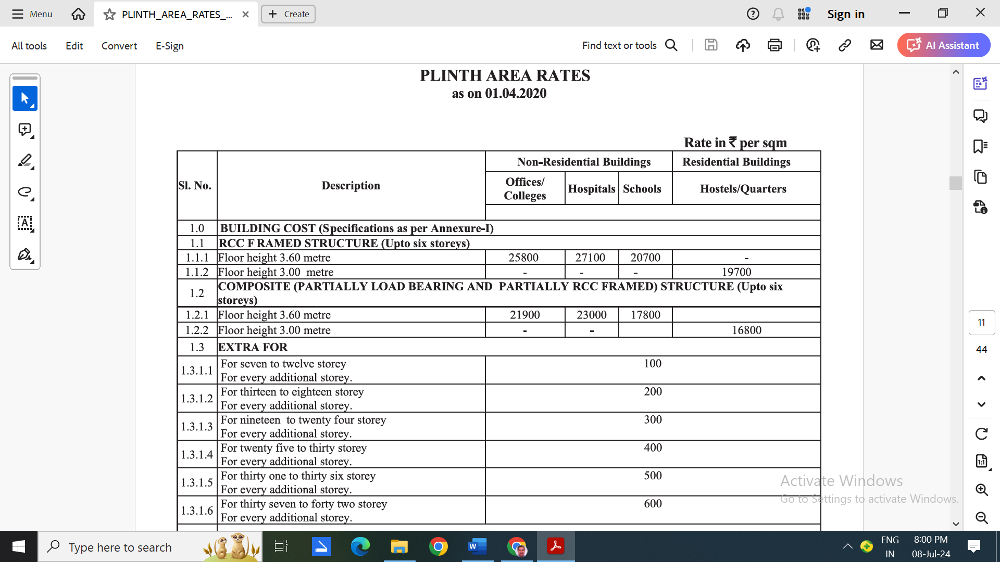 Menu
PLINTH_AREA_RATES_...
Create
Sign in
All tools
Edit
Convert
E-Sign
Find text or tools
AI Assistant
PLINTH AREA RATES
as on 01.04.2020
Rate in ₹ per sqm
Sl. No. Description Non-Residential Buildings Residential Buildings
Offices/ Colleges Hospitals Schools Hostels/Quarters
1.0 BUILDING COST (Specifications as per Annexure-I)
1.1 RCC FRAMED STRUCTURE (Upto six storeys)
1.1.1 Floor height 3.60 metre 25800 27100 20700 -
1.1.2 Floor height 3.00 metre - - - 19700
1.2 COMPOSITE (PARTIALLY LOAD BEARING AND PARTIALLY RCC FRAMED) STRUCTURE (Upto six
storeys)
1.2.1 Floor height 3.60 metre 21900 23000 17800
1.2.2 Floor height 3.00 metre - - 16800
1.3 EXTRA FOR
1.3.1.1 For seven to twelve storey 100
For every additional storey.
1.3.1.2 For thirteen to eighteen storey 200
For every additional storey.
1.3.1.3 For nineteen to twenty four storey 300
For every additional storey.
1.3.1.4 For twenty five to thirty storey 400
For every additional storey.
1.3.1.5 For thirty one to thirty six storey 500
For every additional storey.
1.3.1.6 For thirty seven to forty two storey 600
For every additional storey.
11
44
Activate Windows
Go to Settings to activate Windows.
Type here to search
ENG
IN
8:00 PM
08-Jul-24